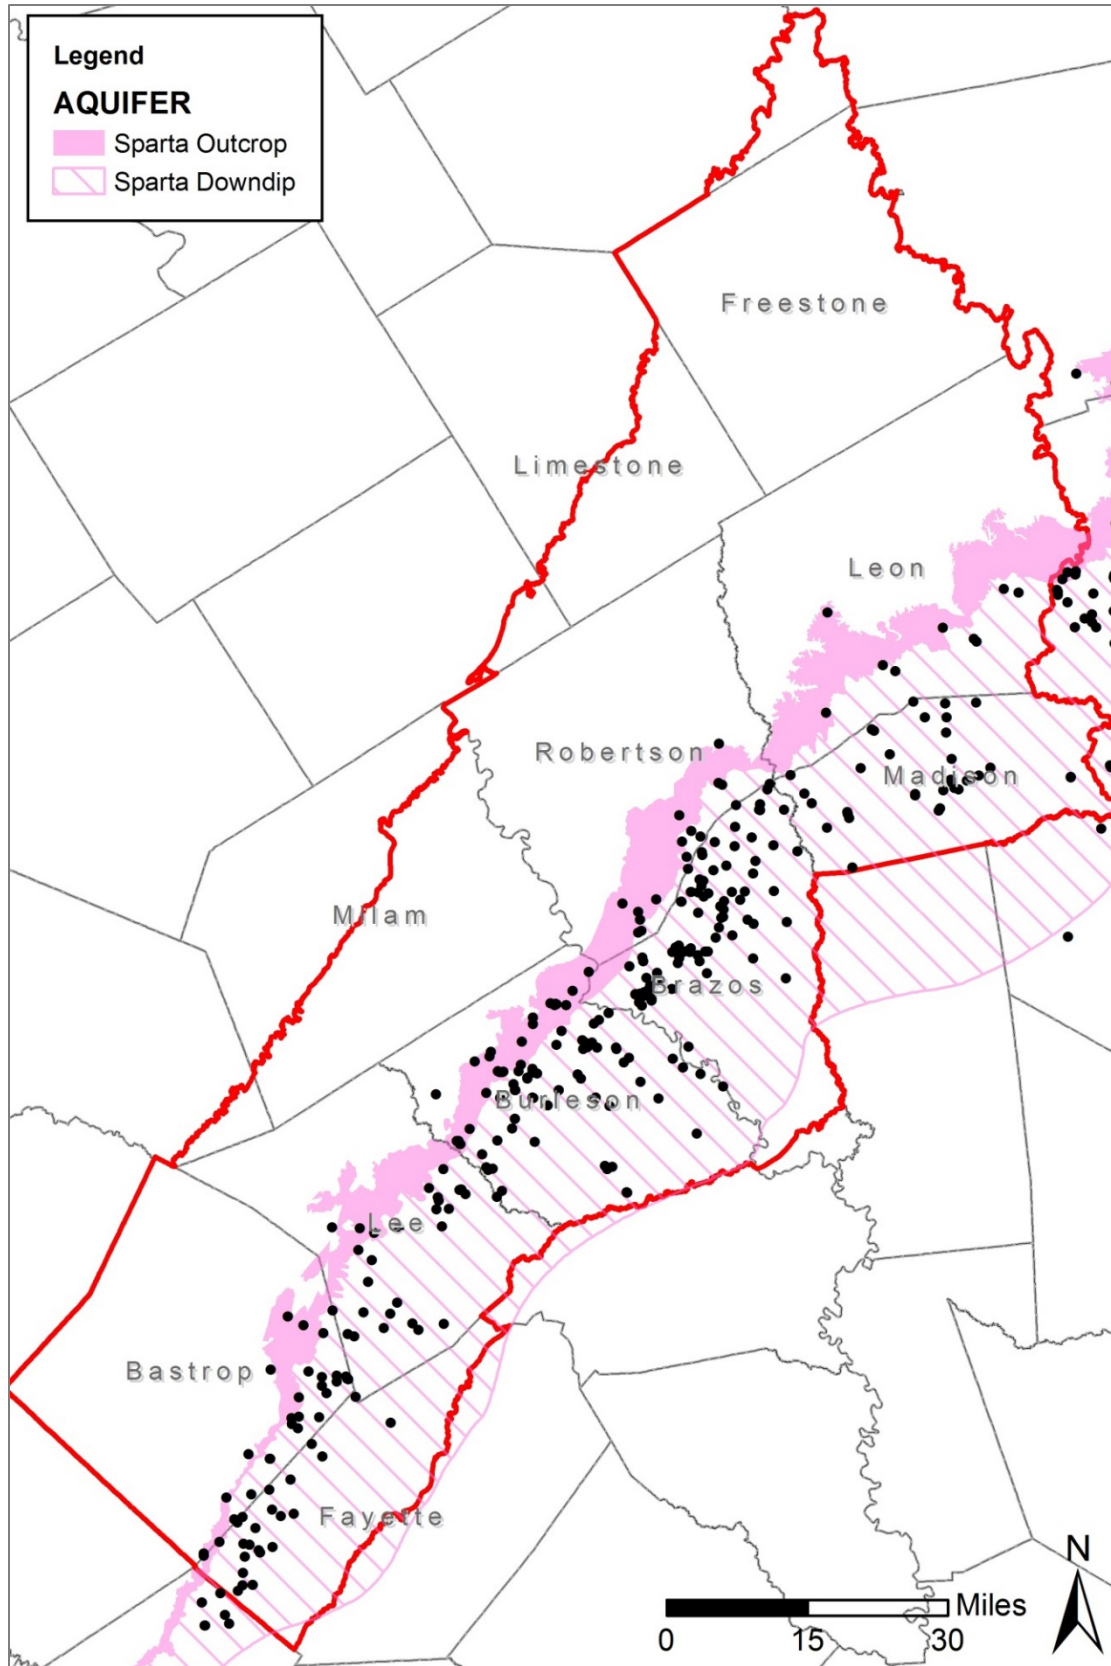 Legend
AQUIFER
Sparta Outcrop
Sparta Downdip
Freestone
Limestone
Leon
Robertson
Madison
Milam
Brazos
Burleson
Lee
Bastrop
Fayette
N
Miles
0 15 30